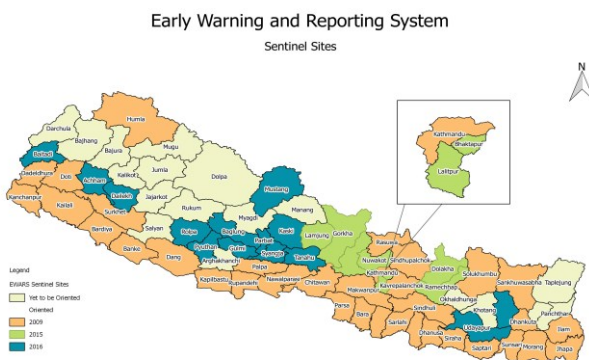 Early Warning and Reporting System
Sentinel Sites
N
Humla
Darchula
Bajhang
Mugu
Bajura
Baitadi
Dadeldhura
Doti
Achham
Kalikot
Jumla
Dolpa
Mustang
Dailekh
Jajarkot
Kanchanpur
Kailali
Surkhet
Rukum
Myagdi
Manang
Bardiya
Salyan
Rolpa
Baglung
Parbat
Kaski
Lamjung
Gorkha
Banke
Dang
Pyuthan
Gulmi
Syangja
Tanahu
Arghakhanchi
Palpa
Kapilbastu
Rupandehi
Nawalparasi
Chitawan
Rasuwa
Nuwakot
Sindhupalchok
Dolakha
Kathmandu
Kavrepalanchok
Ramechhap
Solukhumbu
Sankhuwasabha
Taplejung
Makwanpur
Parsa
Bara
Sarlahi
Sindhuli
Okhaldhunga
Khotang
Panchthar
Dhanusa
Siraha
Udayapur
Dhankuta
Saptari
Sunsari
Morang
Ilam
Jhapa
Kathmandu
Bhaktapur
Lalitpur
Legend
EWARS Sentinel Sites
Yet to be Oriented
Oriented
2009
2015
2016